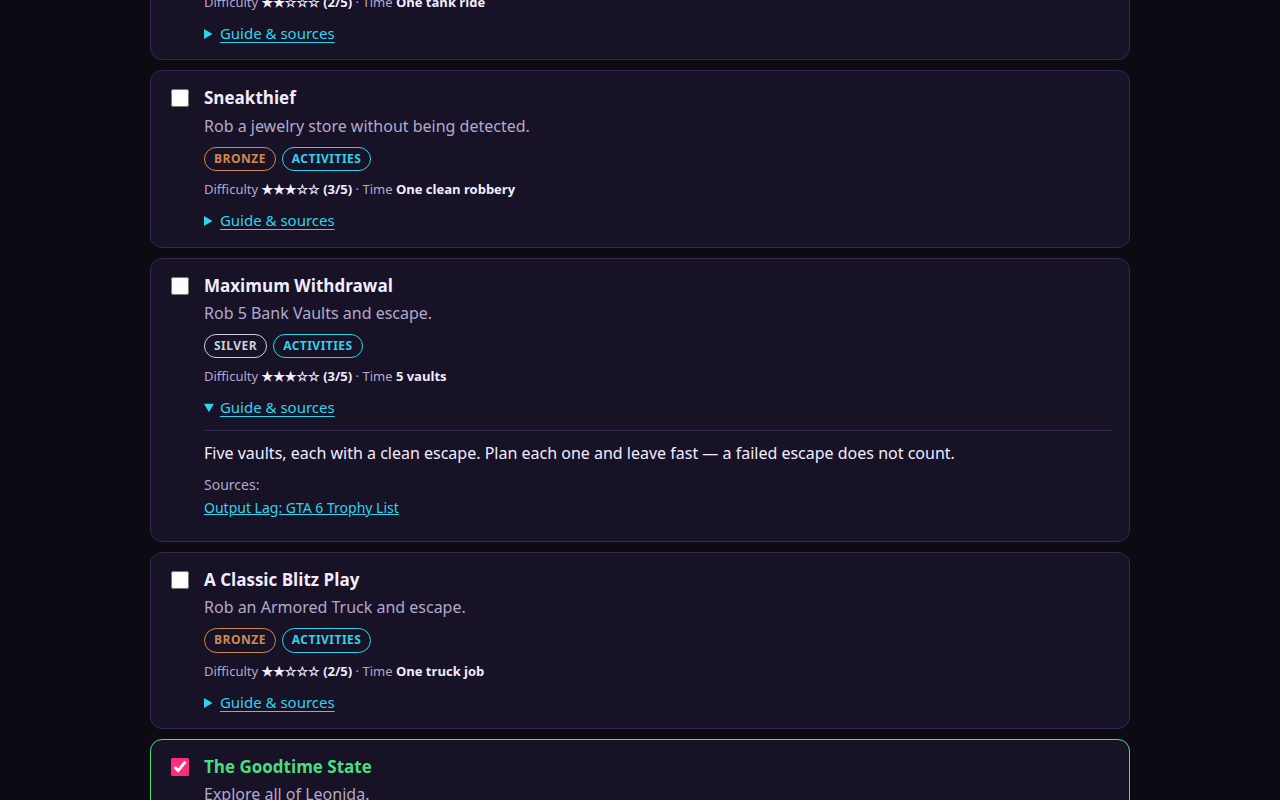 Difficulty ★★☆☆☆ (2/5) · Time One tank ride
Guide & sources
Sneakthief
Rob a jewelry store without being detected.
BRONZE ACTIVITIES
Difficulty ★★★☆☆ (3/5) · Time One clean robbery
Guide & sources
Maximum Withdrawal
Rob 5 Bank Vaults and escape.
SILVER ACTIVITIES
Difficulty ★★★☆☆ (3/5) · Time 5 vaults
Guide & sources
Five vaults, each with a clean escape. Plan each one and leave fast — a failed escape does not count.
Sources:
Output Lag: GTA 6 Trophy List
A Classic Blitz Play
Rob an Armored Truck and escape.
BRONZE ACTIVITIES
Difficulty ★★☆☆☆ (2/5) · Time One truck job
Guide & sources
The Goodtime State
Explore all of Leonida.